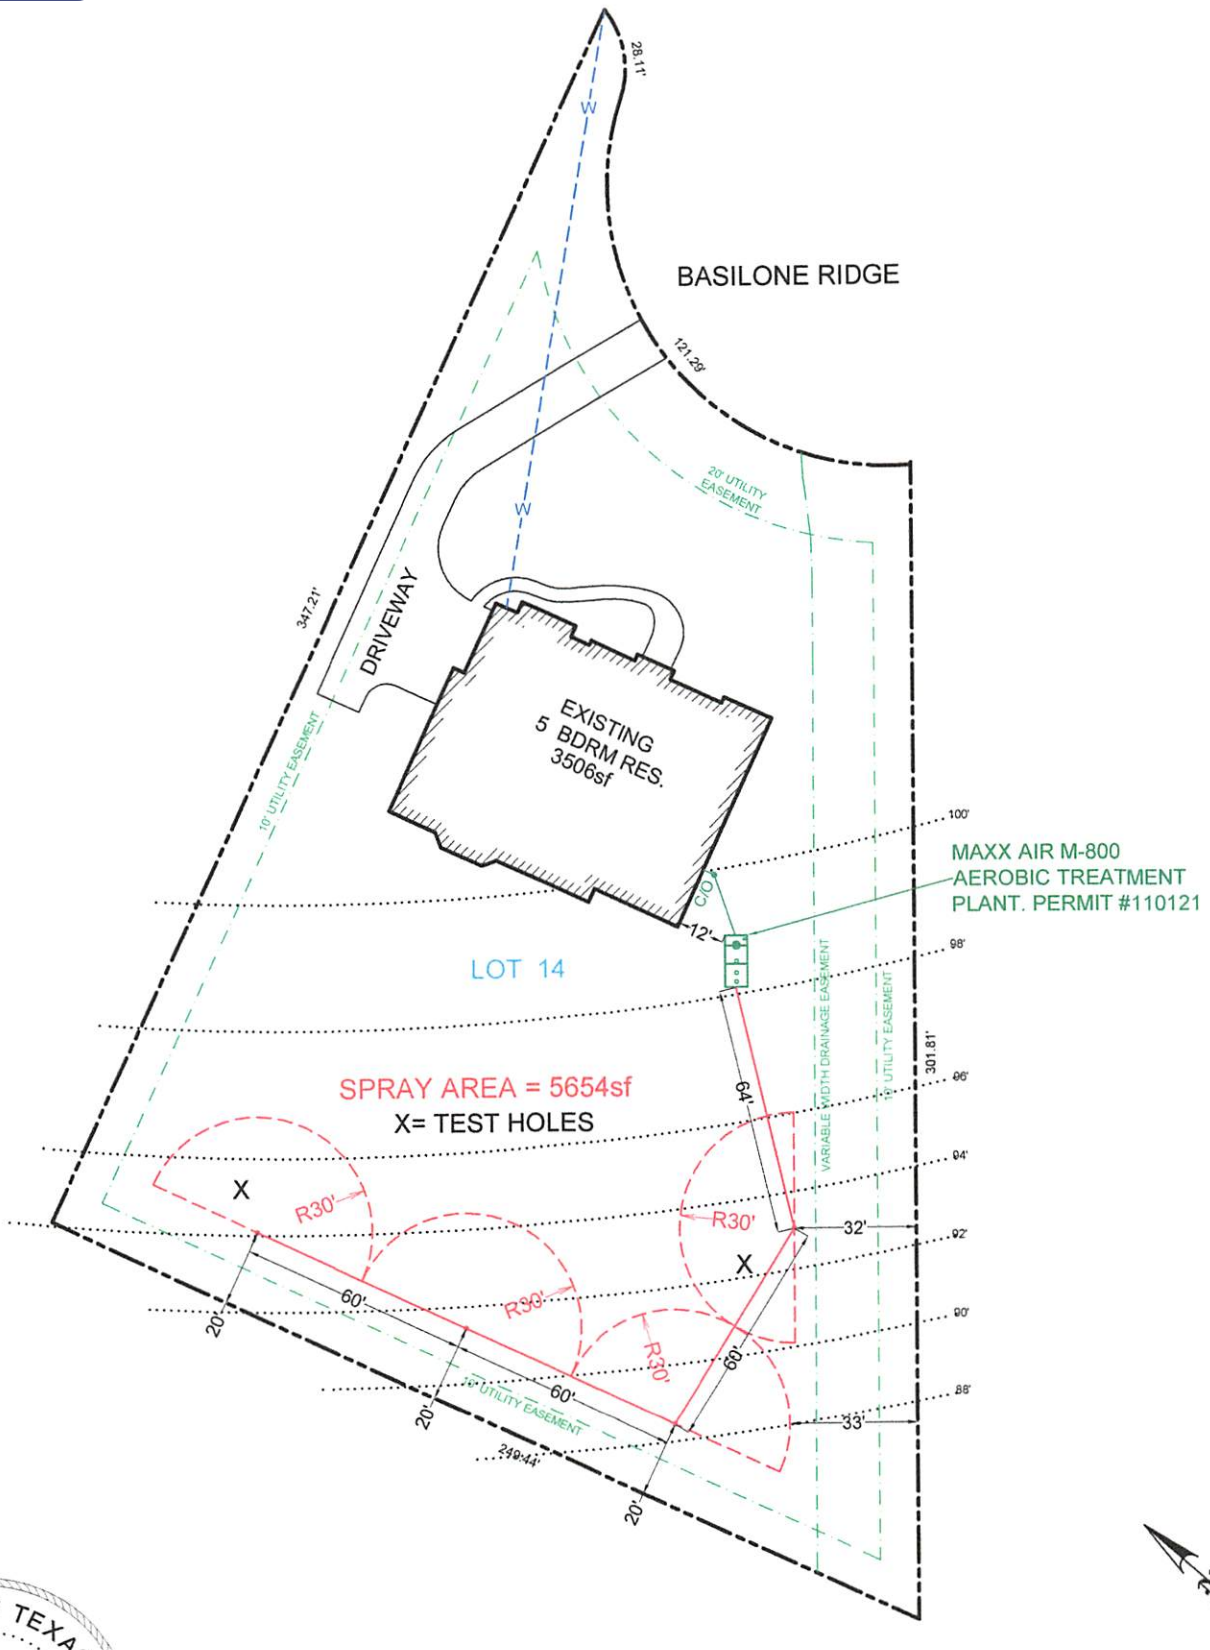 28.11'
W
BASILONE RIDGE
121.29'
20' UTILITY
EASEMENT
W
347.21'
DRIVEWAY
EXISTING
5 BDRM RES.
3506sf
10' UTILITY EASEMENT
100'
MAXX AIR M-800
AEROBIC TREATMENT
PLANT. PERMIT #110121
C/O
12'
98'
LOT 14
VARIABLE WIDTH DRAINAGE EASEMENT
10' UTILITY EASEMENT
301.81'
96'
SPRAY AREA = 5654sf
X= TEST HOLES
64'
94'
X
R30'
R30'
32'
92'
X
60'
R30'
R30'
60'
90'
20'
60'
10' UTILITY EASEMENT
88'
33'
20'
249.44'
20'
TEXA